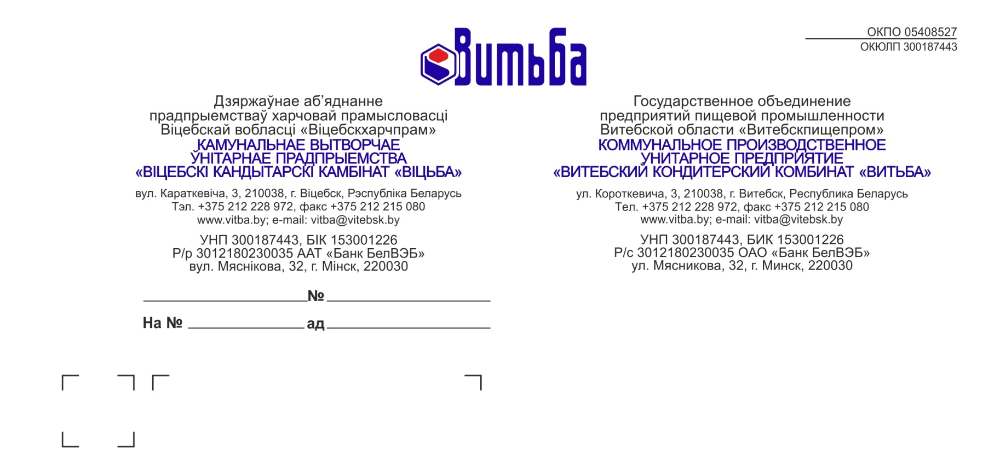 Витьба
ОКПО 05408527
ОКЮЛП 300187443
Дзяржаўнае аб’яднанне
прадпрыемстваў харчовай прамысловасці
Віцебскай вобласці «Віцебскхарчпрам»
КАМУНАЛЬНАЕ ВЫТВОРЧАЕ
ЎНІТАРНАЕ ПРАДПРЫЕМСТВА
«ВІЦЕБСКІ КАНДЫТАРСКІ КАМБІНАТ «ВІЦЬБА»
вул. Караткевіча, 3, 210038, г. Віцебск, Рэспубліка Беларусь
Тэл. +375 212 228 972, факс +375 212 215 080
www.vitba.by; e-mail: vitba@vitebsk.by
УНП 300187443, БІК 153001226
Р/р 3012180230035 ААТ «Банк БелВЭБ»
вул. Мяснікова, 32, г. Мінск, 220030
Государственное объединение
предприятий пищевой промышленности
Витебской области «Витебскпищепром»
КОММУНАЛЬНОЕ ПРОИЗВОДСТВЕННОЕ
УНИТАРНОЕ ПРЕДПРИЯТИЕ
«ВИТЕБСКИЙ КОНДИТЕРСКИЙ КОМБИНАТ «ВИТЬБА»
ул. Короткевича, 3, 210038, г. Витебск, Республика Беларусь
Тел. +375 212 228 972, факс +375 212 215 080
www.vitba.by; e-mail: vitba@vitebsk.by
УНП 300187443, БИК 153001226
Р/с 3012180230035 ОАО «Банк БелВЭБ»
ул. Мясникова, 32, г. Минск, 220030
№
На № ад